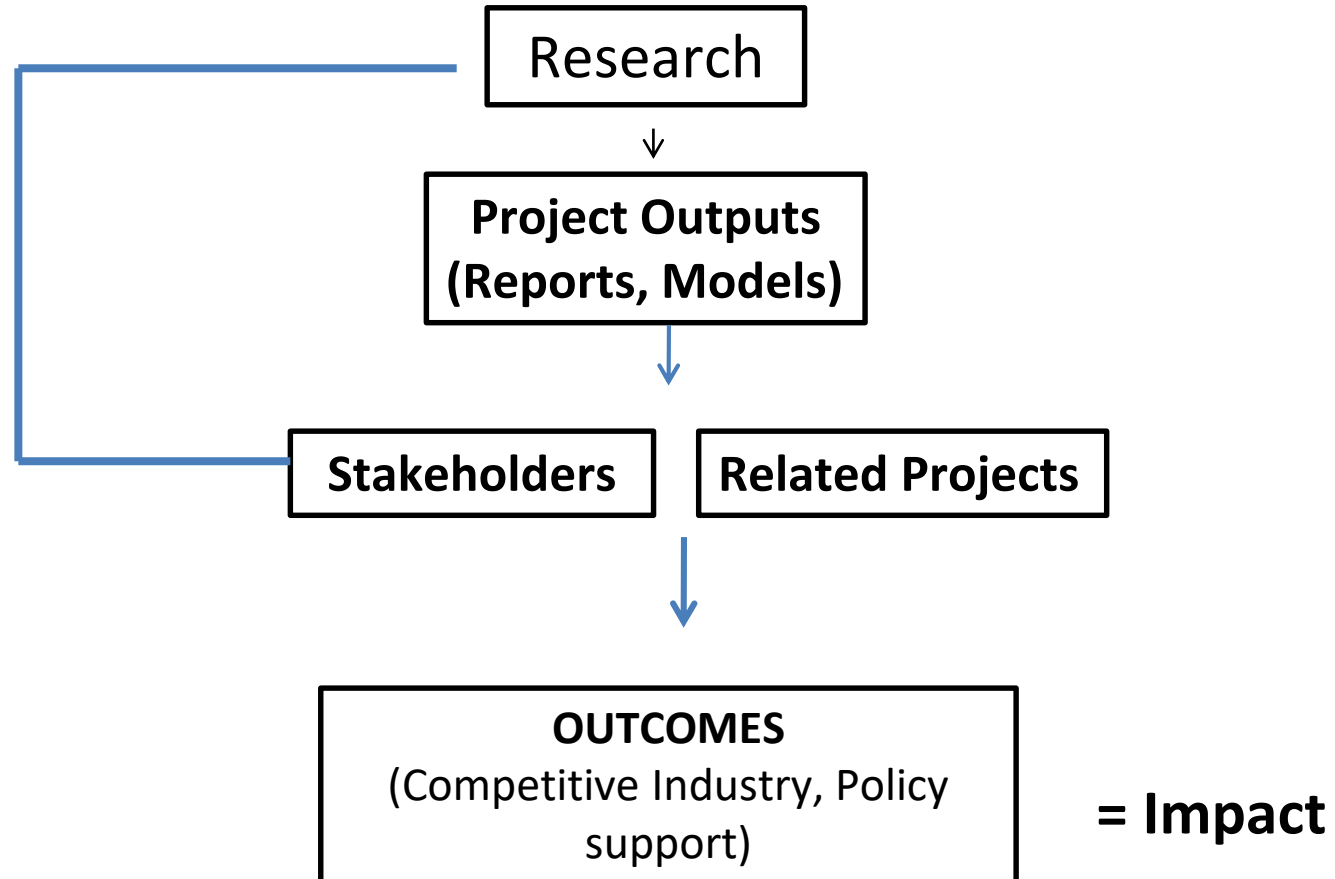 Research
Project Outputs
(Reports, Models)
Stakeholders
Related Projects
OUTCOMES
(Competitive Industry, Policy
support)
= Impact